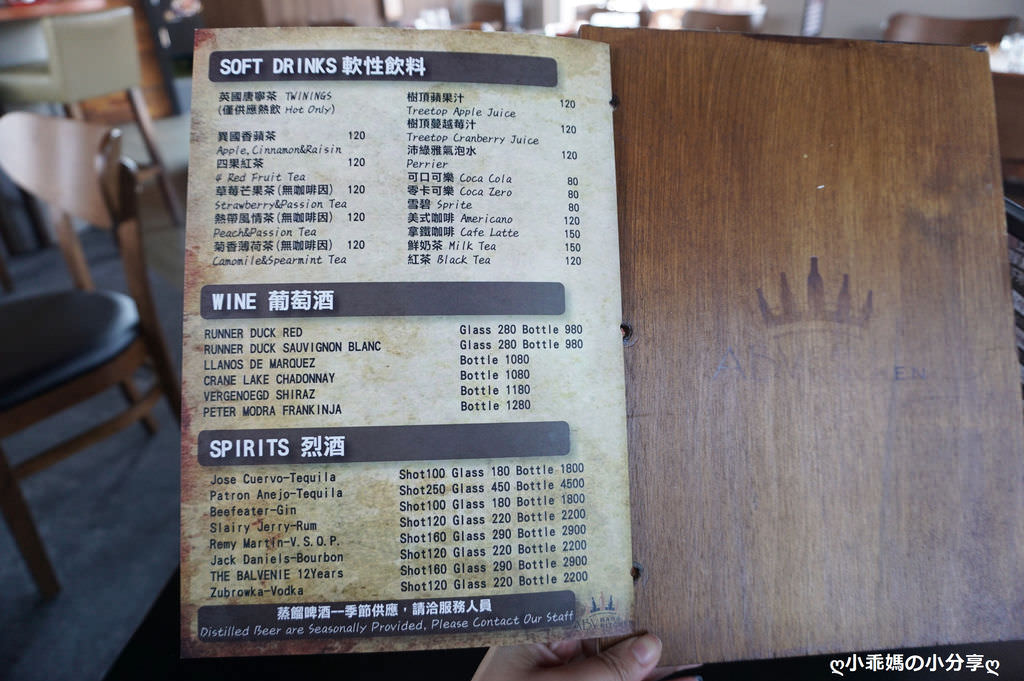 SOFT DRINKS 軟性飲料
英國唐寧茶 TWININGS
(僅供應熱飲 Hot Only)
異國香蘋茶 120
Apple,Cinnamon&Raisin
四果紅茶 120
4 Red Fruit Tea
草莓芒果茶(無咖啡因) 120
Strawberry&Passion Tea
熱帶風情茶(無咖啡因) 120
Peach&Passion Tea
菊香薄荷茶(無咖啡因) 120
Camomile&Spearmint Tea
樹頂蘋果汁 120
Treetop Apple Juice
樹頂蔓越莓汁 120
Treetop Cranberry Juice
沛綠雅氣泡水 120
Perrier
可口可樂 Coca Cola 80
零卡可樂 Coca Zero 80
雪碧 Sprite 80
美式咖啡 Americano 120
拿鐵咖啡 Cafe Latte 150
鮮奶茶 Milk Tea 150
紅茶 Black Tea 120
WINE 葡萄酒
RUNNER DUCK RED Glass 280 Bottle 980
RUNNER DUCK SAUVIGNON BLANC Glass 280 Bottle 980
LLANOS DE MARQUEZ Bottle 1080
CRANE LAKE CHADONNAY Bottle 1080
VERGENOEGD SHIRAZ Bottle 1180
PETER MODRA FRANKINJA Bottle 1280
SPIRITS 烈酒
Jose Cuervo-Tequila Shot100 Glass 180 Bottle 1800
Patron Anejo-Tequila Shot250 Glass 450 Bottle 4500
Beefeater-Gin Shot100 Glass 180 Bottle 1800
Slairy Jerry-Rum Shot120 Glass 220 Bottle 2200
Remy Martin-V.S.O.P. Shot160 Glass 290 Bottle 2900
Jack Daniels-Bourbon Shot120 Glass 220 Bottle 2200
THE BALVENIE 12Years Shot160 Glass 290 Bottle 2900
Zubrowka-Vodka Shot120 Glass 220 Bottle 2200
蒸餾啤酒—季節供應，請洽服務人員
Distilled Beer are Seasonally Provided, Please Contact Our Staff
ღ小乖媽の小分享ღ